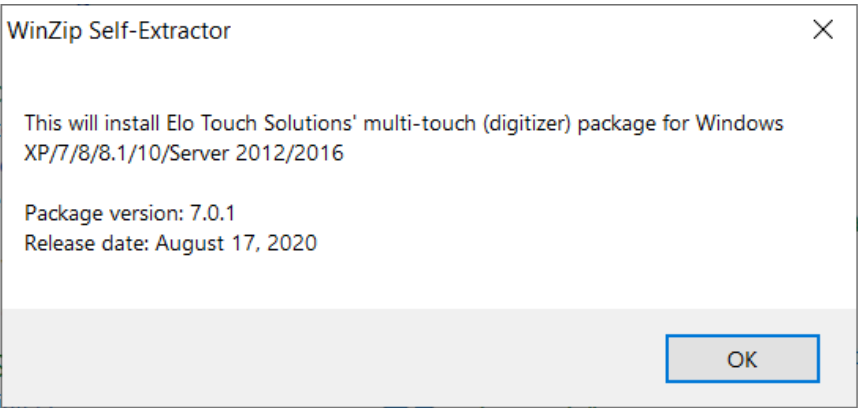 WinZip Self-Extractor
This will install Elo Touch Solutions' multi-touch (digitizer) package for Windows
XP/7/8/8.1/10/Server 2012/2016
Package version: 7.0.1
Release date: August 17, 2020
OK